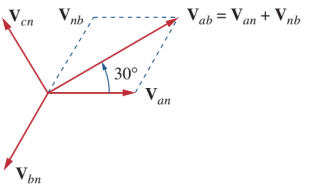 V_cn V_nb V_ab = V_an + V_nb
30°
V_an
V_bn